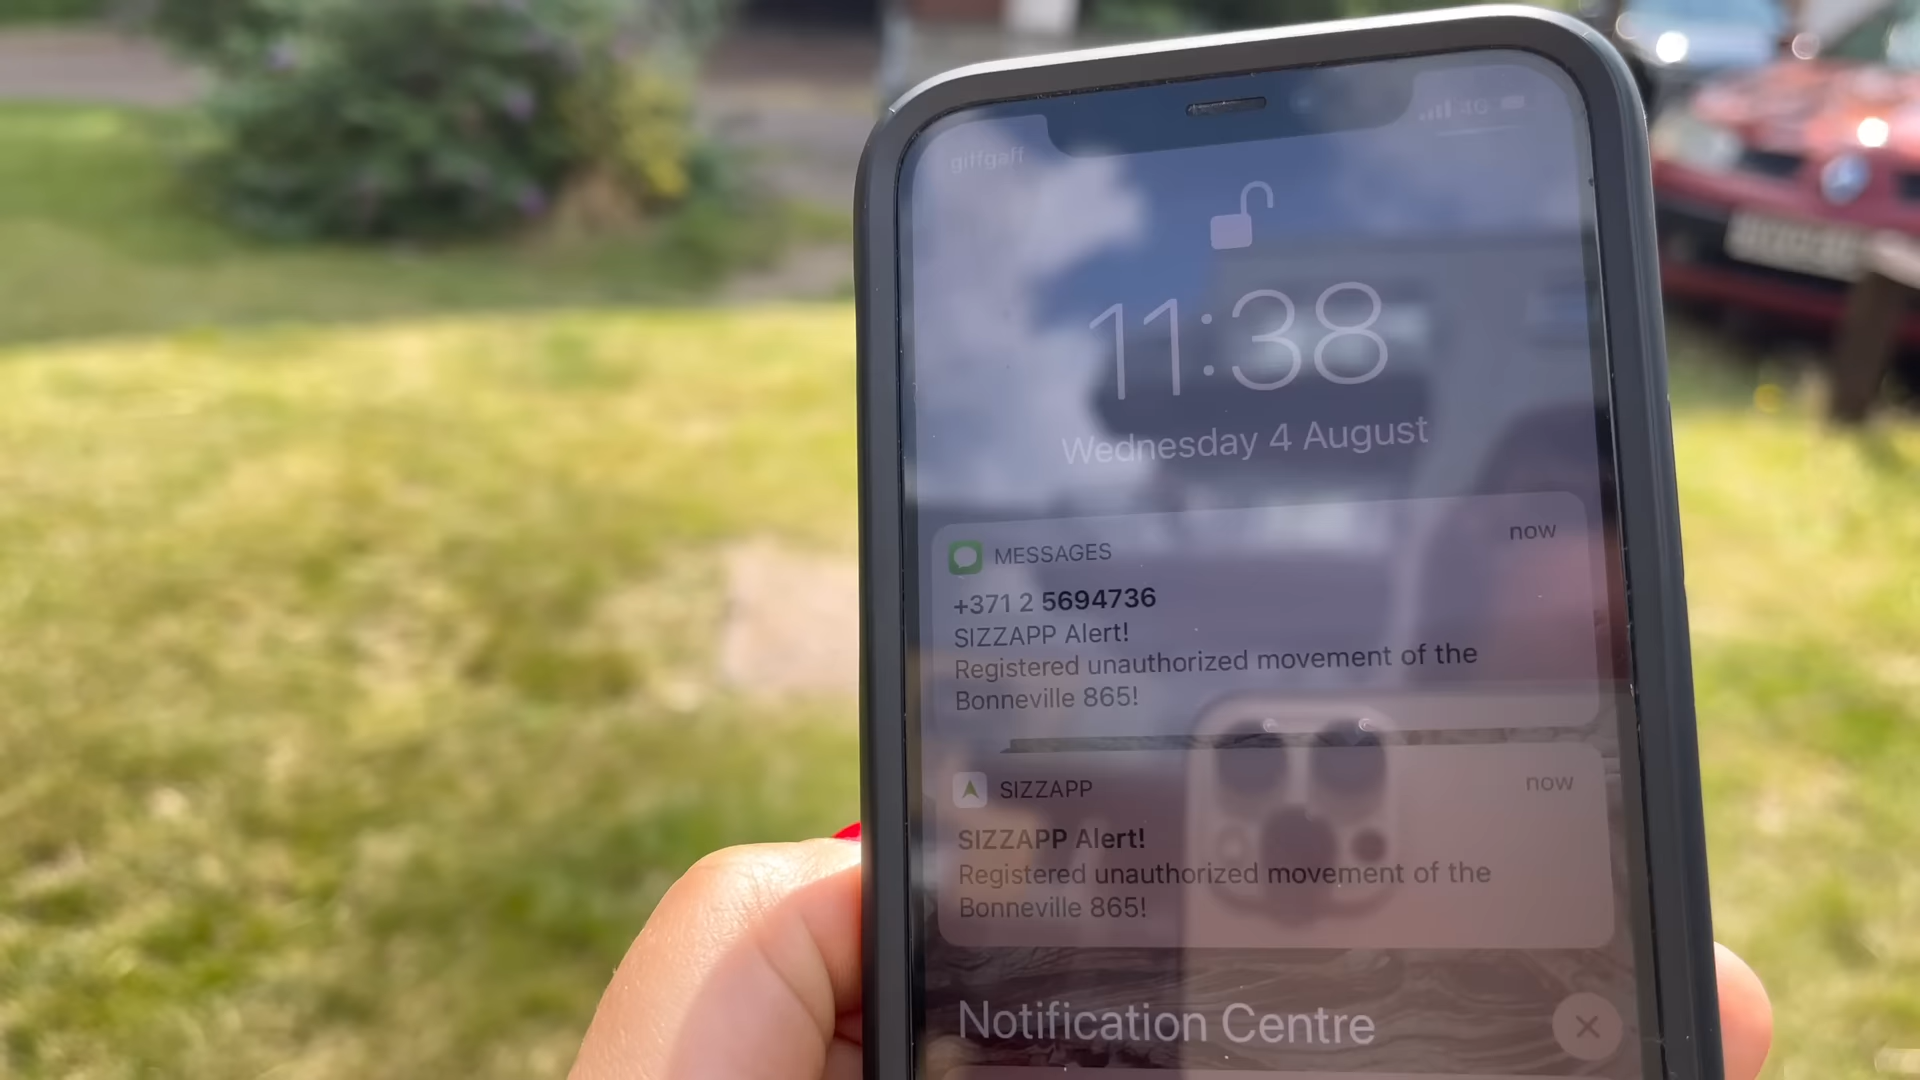 giffgaff
4G
11:38
Wednesday 4 August
MESSAGES
now
+371 2 5694736
SIZZAPP Alert!
Registered unauthorized movement of the
Bonneville 865!
SIZZAPP
now
SIZZAPP Alert!
Registered unauthorized movement of the
Bonneville 865!
Notification Centre